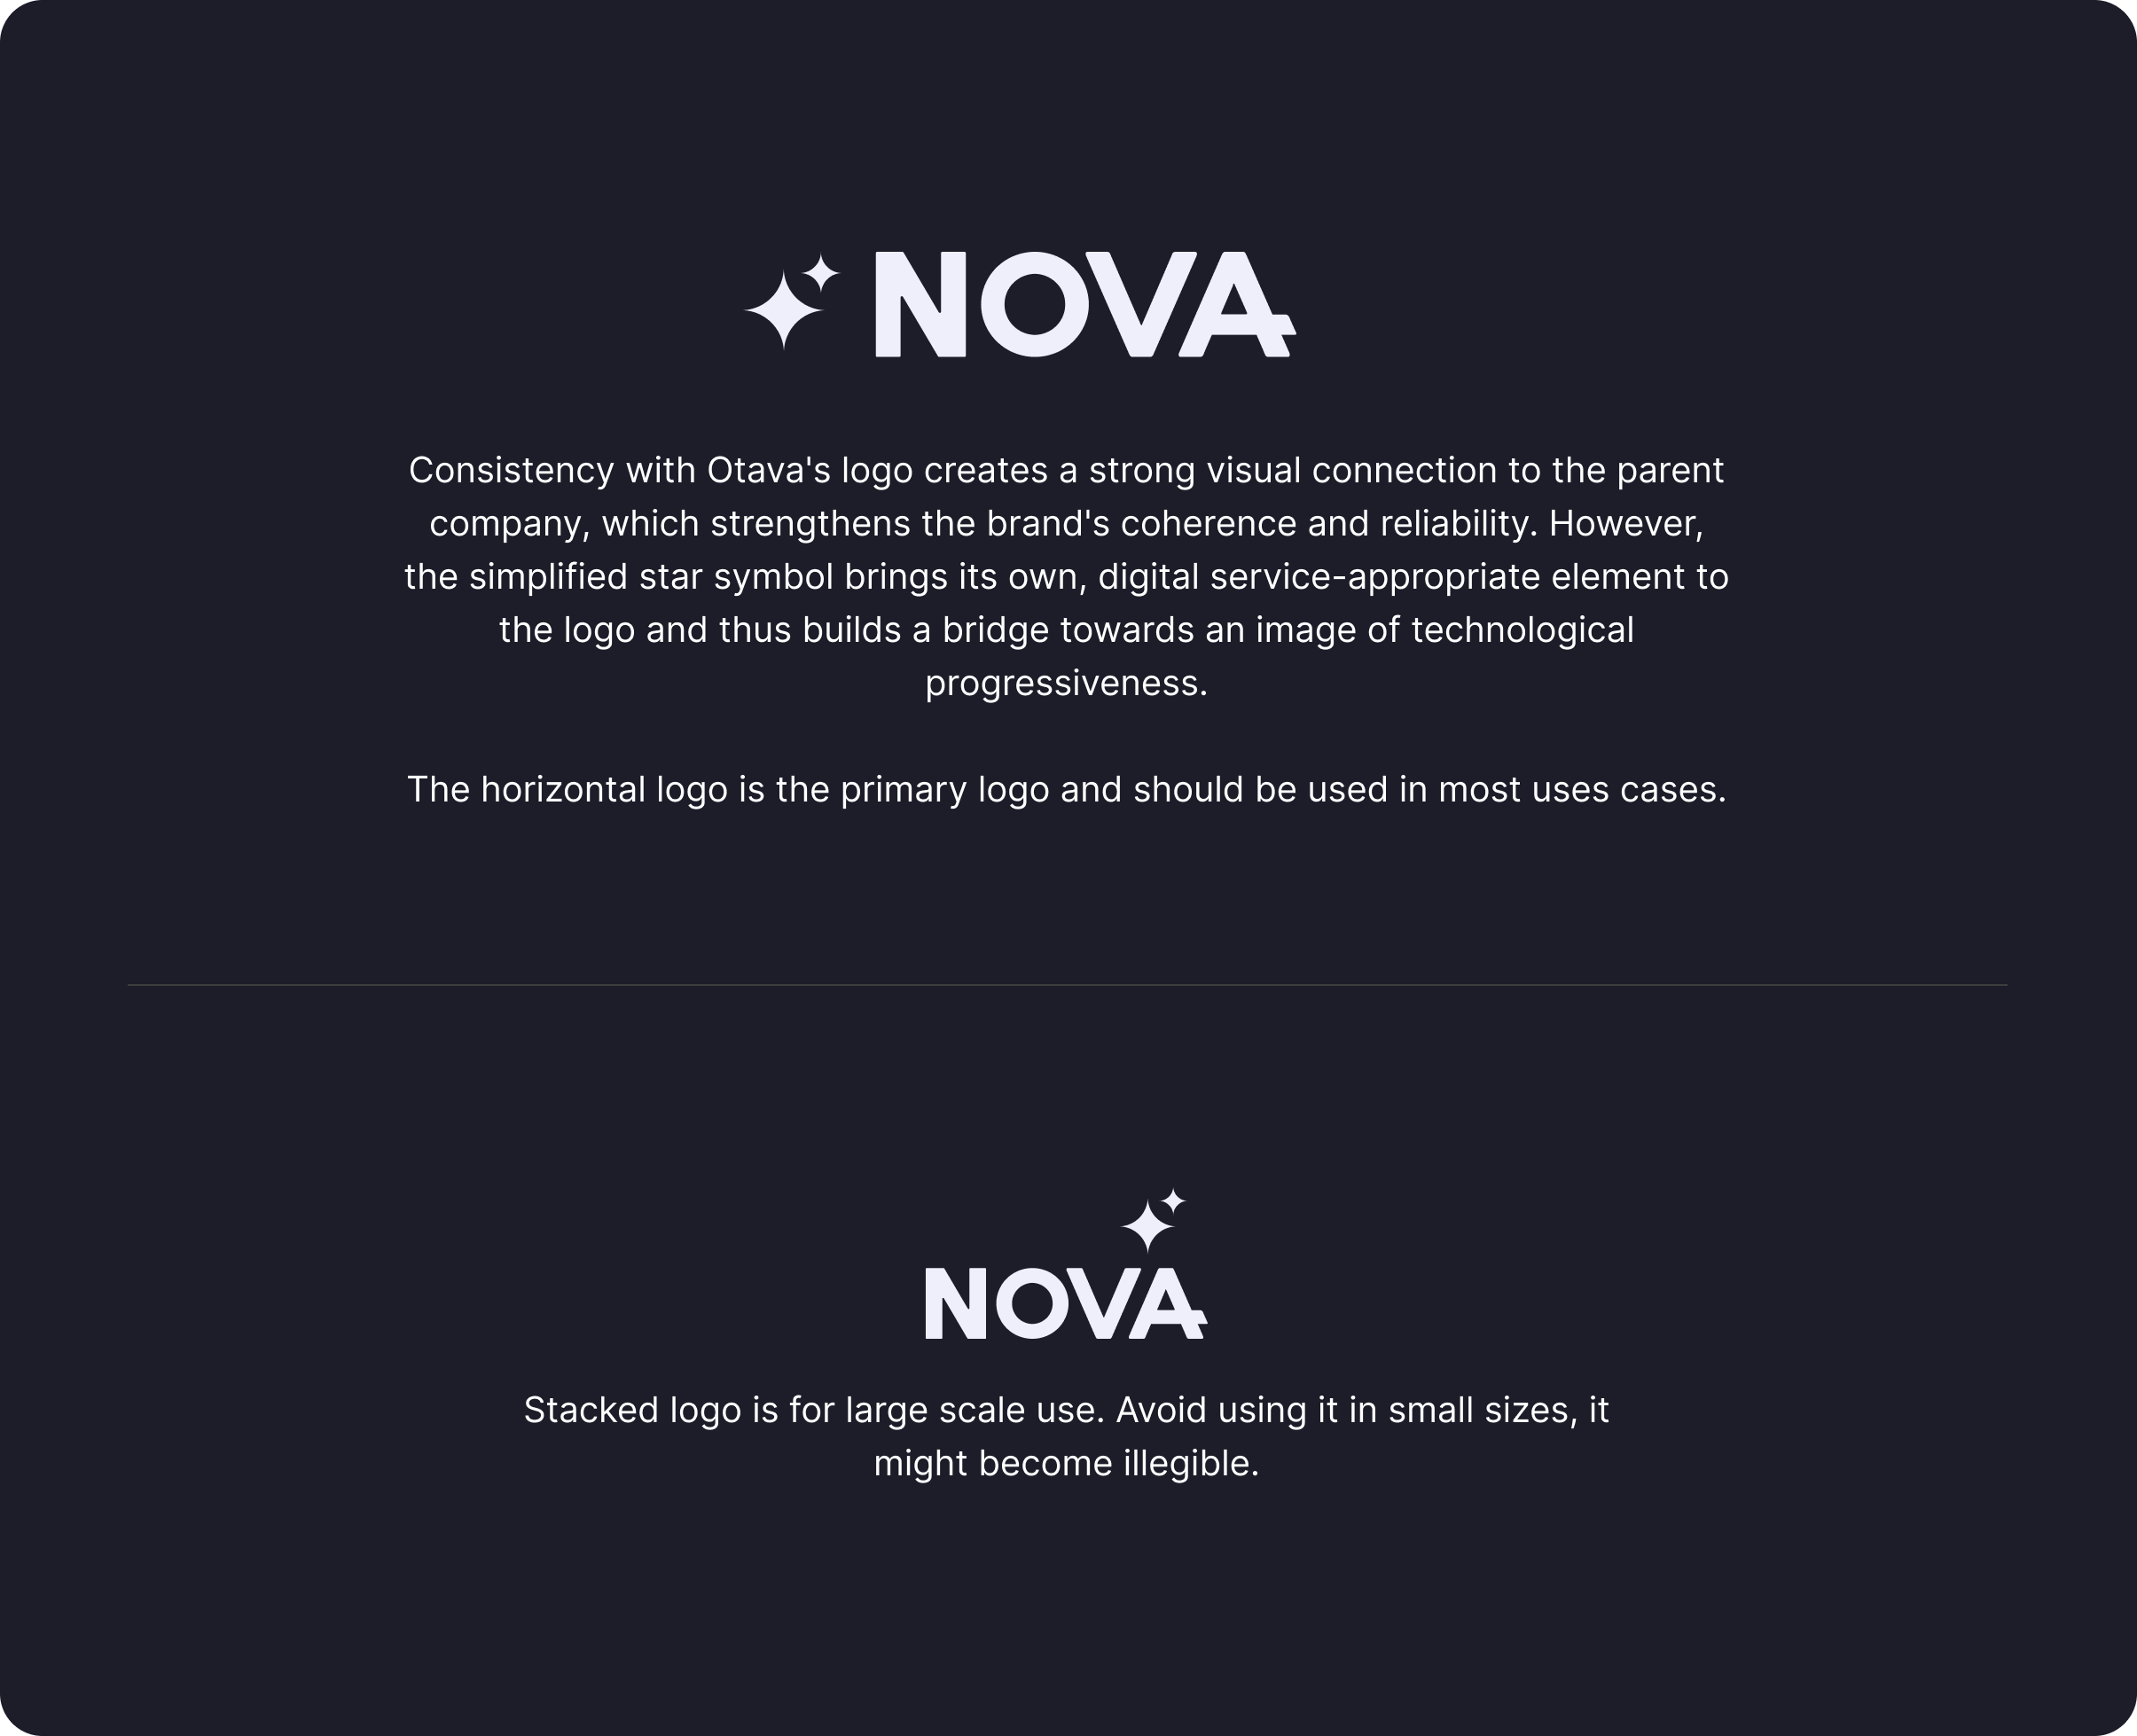 NOVA
Consistency with Otava's logo creates a strong visual connection to the parent
company, which strengthens the brand's coherence and reliability. However,
the simplified star symbol brings its own, digital service-appropriate element to
the logo and thus builds a bridge towards an image of technological
progressiveness.
The horizontal logo is the primary logo and should be used in most uses cases.
NOVA
Stacked logo is for large scale use. Avoid using it in small sizes, it
might become illegible.